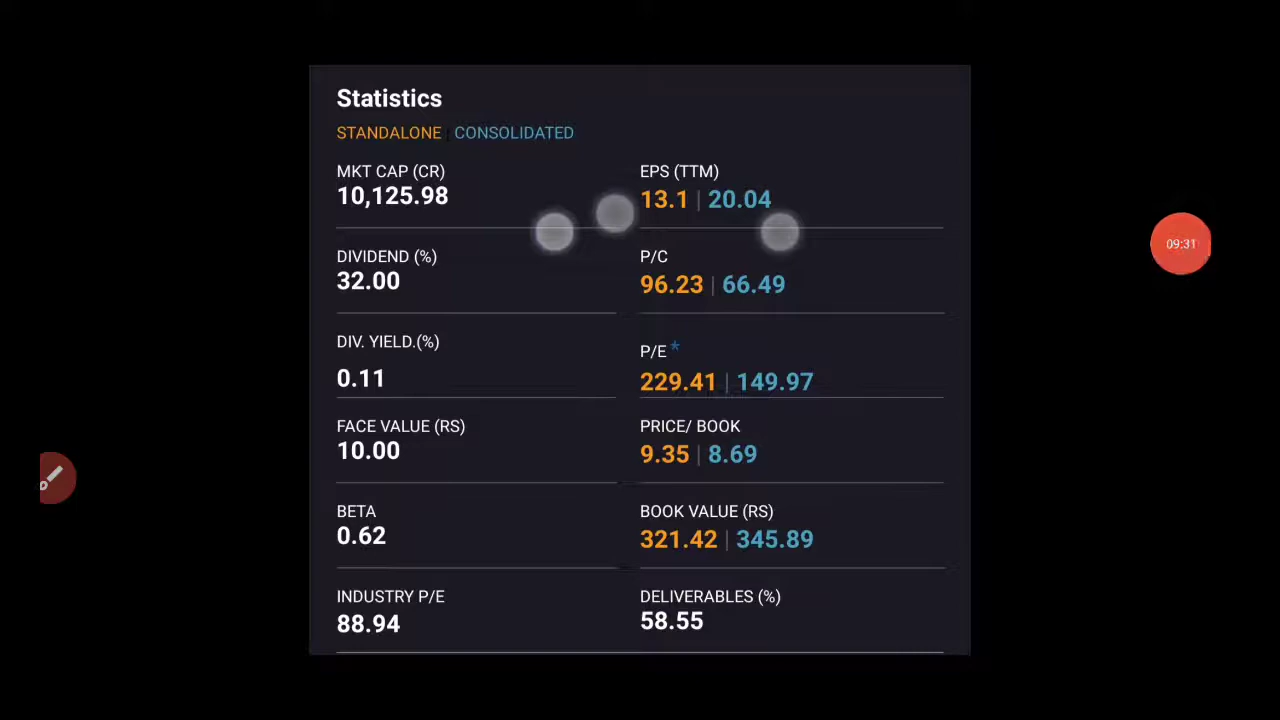 Statistics
STANDALONE | CONSOLIDATED
MKT CAP (CR)
10,125.98
EPS (TTM)
13.1 | 20.04
DIVIDEND (%)
32.00
P/C
96.23 | 66.49
DIV. YIELD.(%)
0.11
P/E *
229.41 | 149.97
FACE VALUE (RS)
10.00
PRICE/ BOOK
9.35 | 8.69
BETA
0.62
BOOK VALUE (RS)
321.42 | 345.89
INDUSTRY P/E
88.94
DELIVERABLES (%)
58.55
09:31